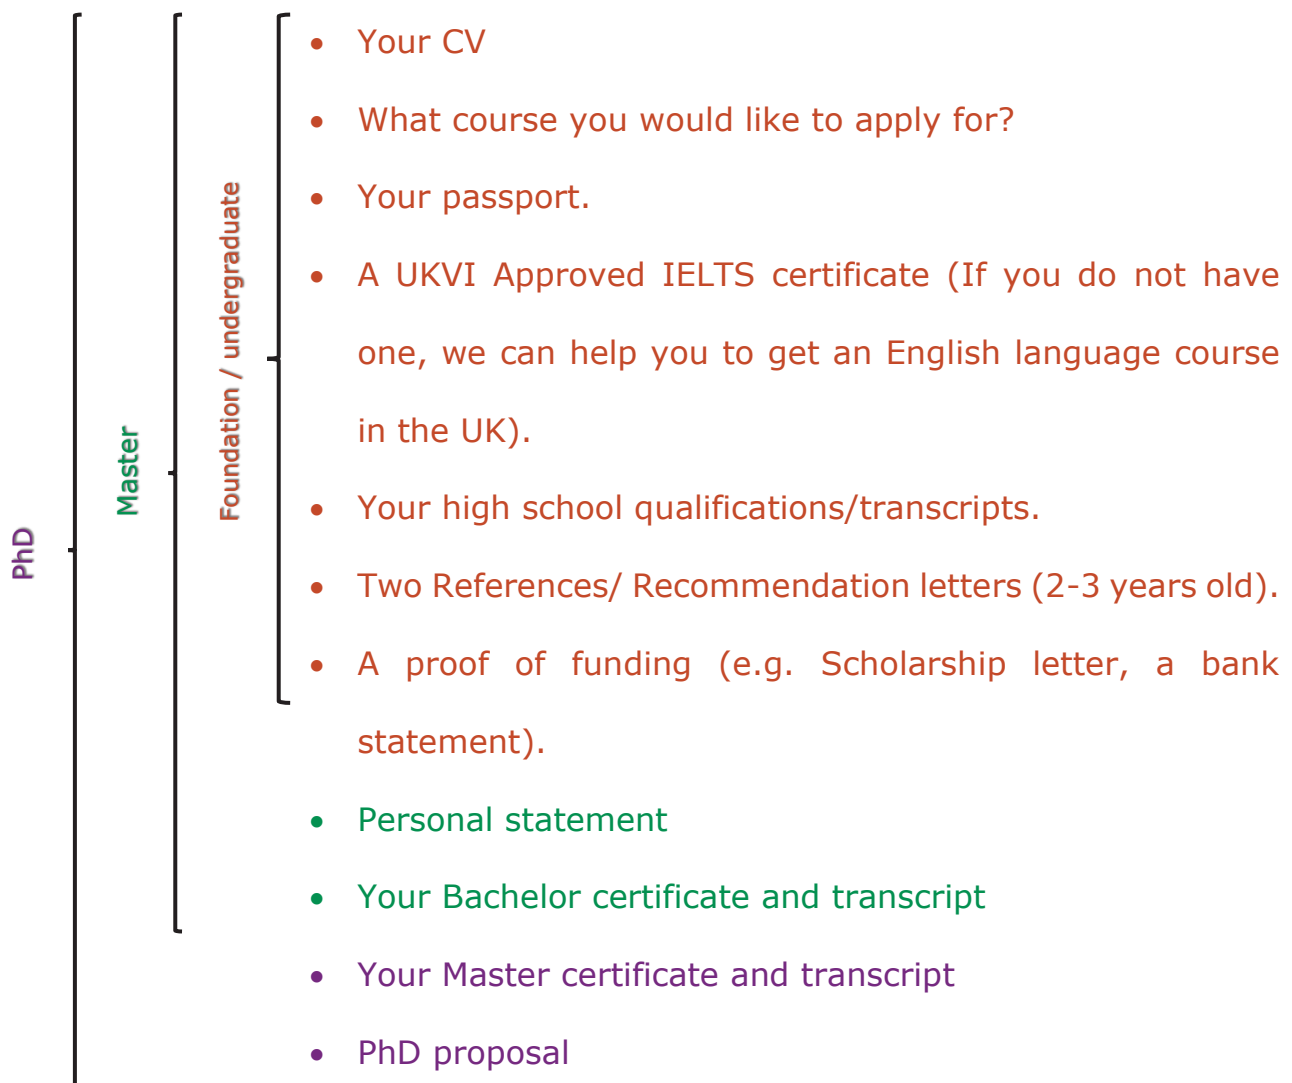 PhD
Master
Foundation / undergraduate
• Your CV
• What course you would like to apply for?
• Your passport.
• A UKVI Approved IELTS certificate (If you do not have
one, we can help you to get an English language course
in the UK).
• Your high school qualifications/transcripts.
• Two References/ Recommendation letters (2-3 years old).
• A proof of funding (e.g. Scholarship letter, a bank
statement).
• Personal statement
• Your Bachelor certificate and transcript
• Your Master certificate and transcript
• PhD proposal